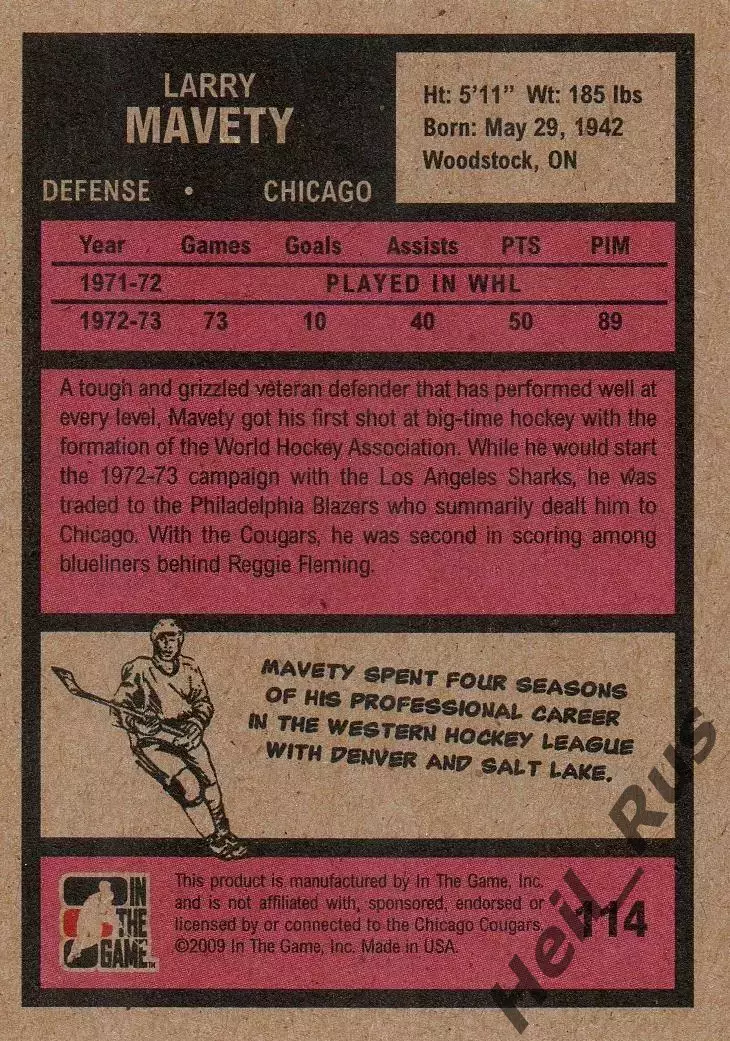 LARRY
MAVETY
DEFENSE • CHICAGO
Ht: 5'11" Wt: 185 lbs
Born: May 29, 1942
Woodstock, ON
Year Games Goals Assists PTS PIM
1971-72 PLAYED IN WHL
1972-73 73 10 40 50 89
A tough and grizzled veteran defender that has performed well at
every level, Mavety got his first shot at big-time hockey with the
formation of the World Hockey Association. While he would start
the 1972-73 campaign with the Los Angeles Sharks, he was
traded to the Philadelphia Blazers who summarily dealt him to
Chicago. With the Cougars, he was second in scoring among
blueliners behind Reggie Fleming.
MAVETY SPENT FOUR SEASONS
OF HIS PROFESSIONAL CAREER
IN THE WESTERN HOCKEY LEAGUE
WITH DENVER AND SALT LAKE.
IN
THE
GAME™
This product is manufactured by In The Game, Inc.
and is not affiliated with, sponsored, endorsed or
licensed by or connected to the Chicago Cougars.
©2009 In The Game, Inc. Made in USA.
114
Heil_Rus